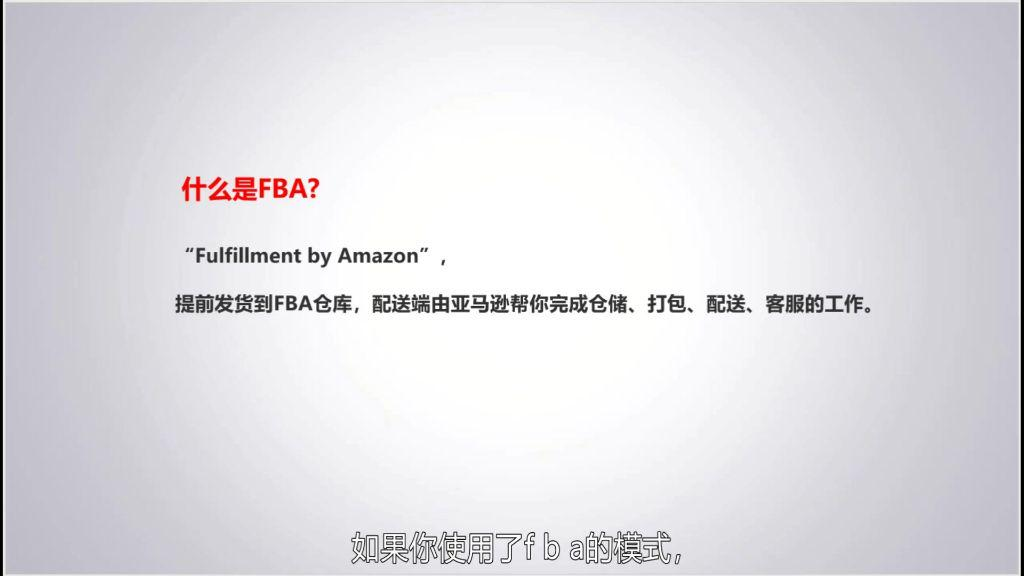 什么是FBA?
“Fulfillment by Amazon”,
提前发货到FBA仓库，配送端由亚马逊帮你完成仓储、打包、配送、客服的工作。
如果你使用了f b a的模式,